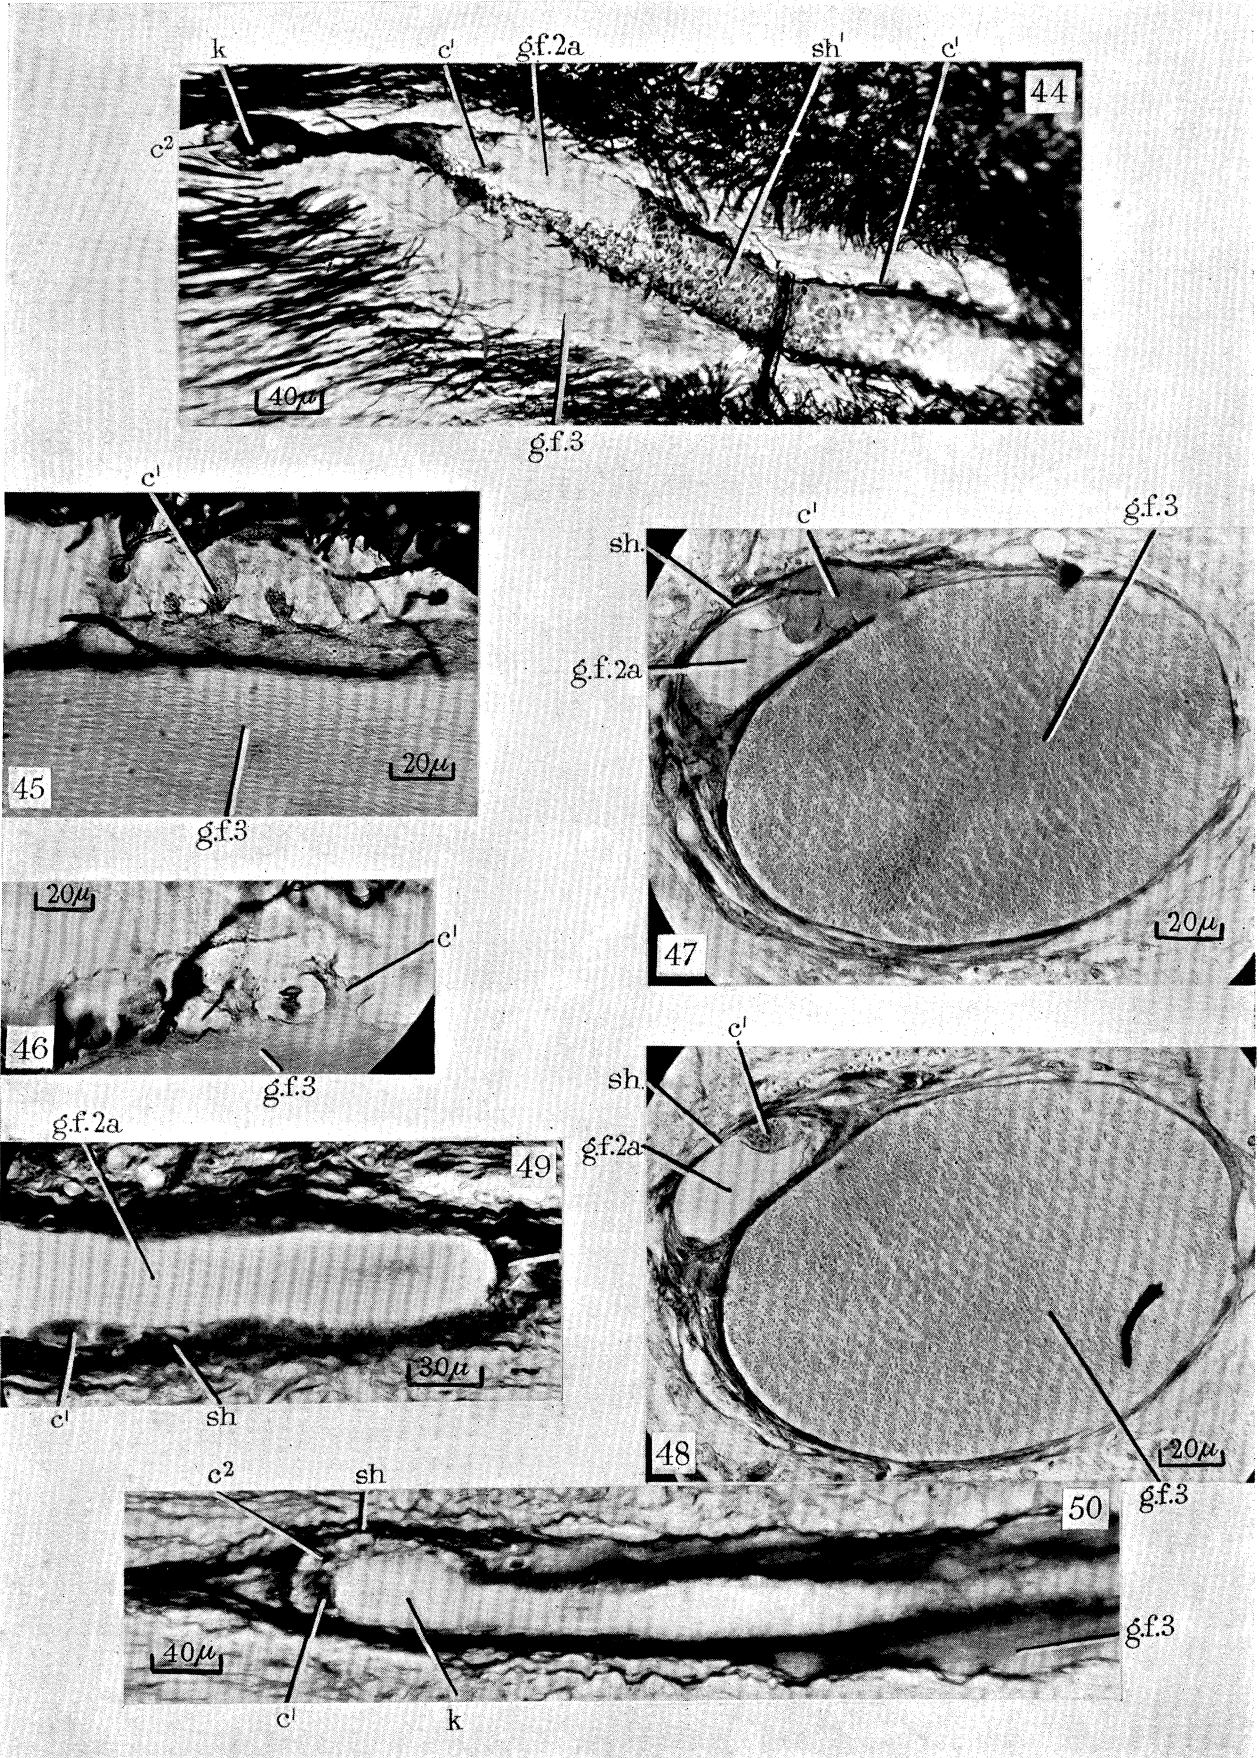 k c¹ g.f.2a sh¹ c¹
44
c²
40μ
g.f.3
c¹
45
20μ
g.f.3
c¹ g.f.3
sh.
g.f.2a
47
20μ
20μ
c¹
46
g.f.3
c¹
sh.
g.f.2a
48
20μ
g.f.3
g.f.2a
49
30μ
c¹ sh
c² sh
50
40μ
g.f.3
c¹ k